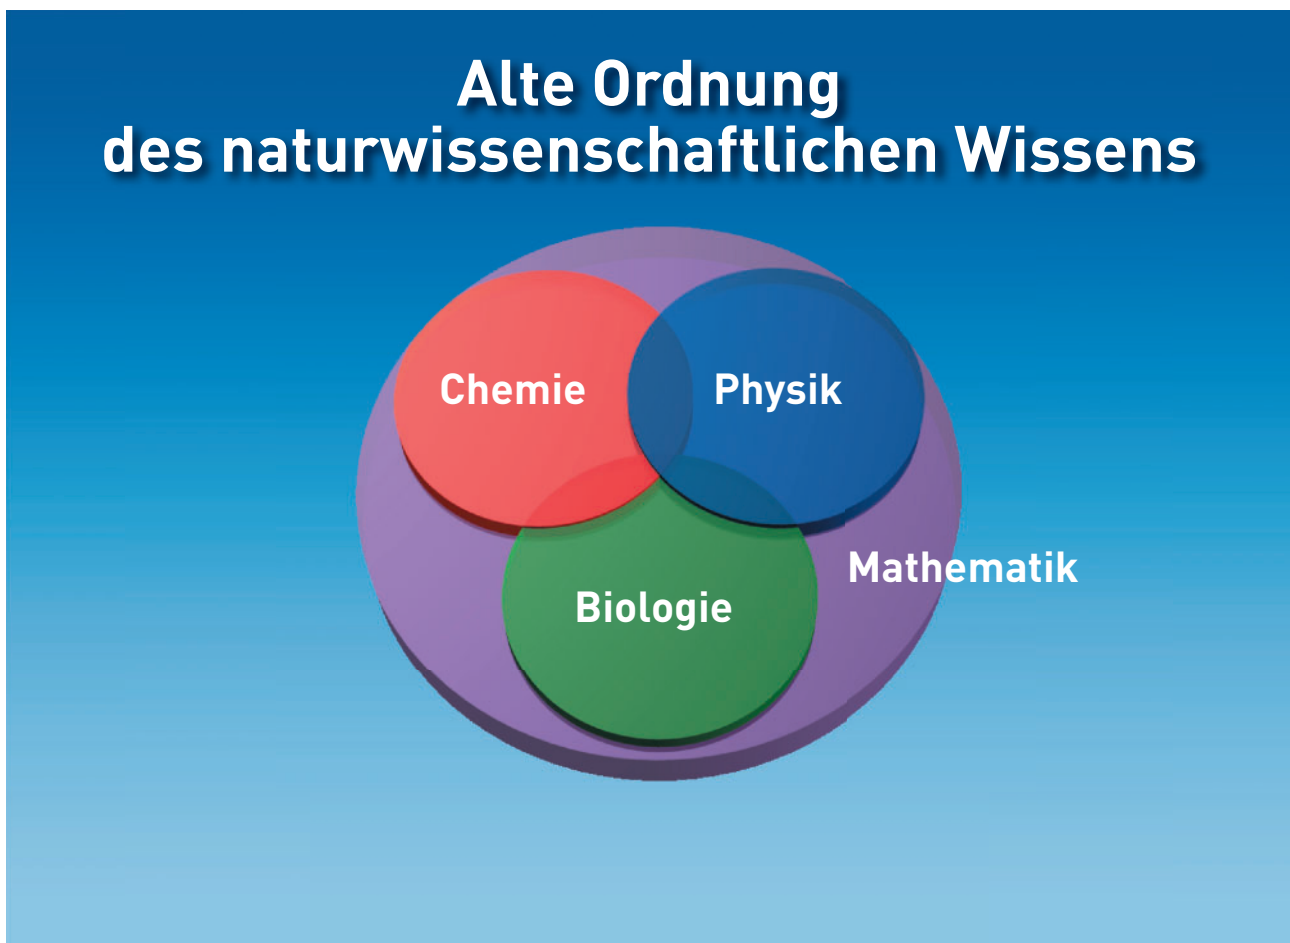 Alte Ordnung
des naturwissenschaftlichen Wissens
Chemie
Physik
Mathematik
Biologie